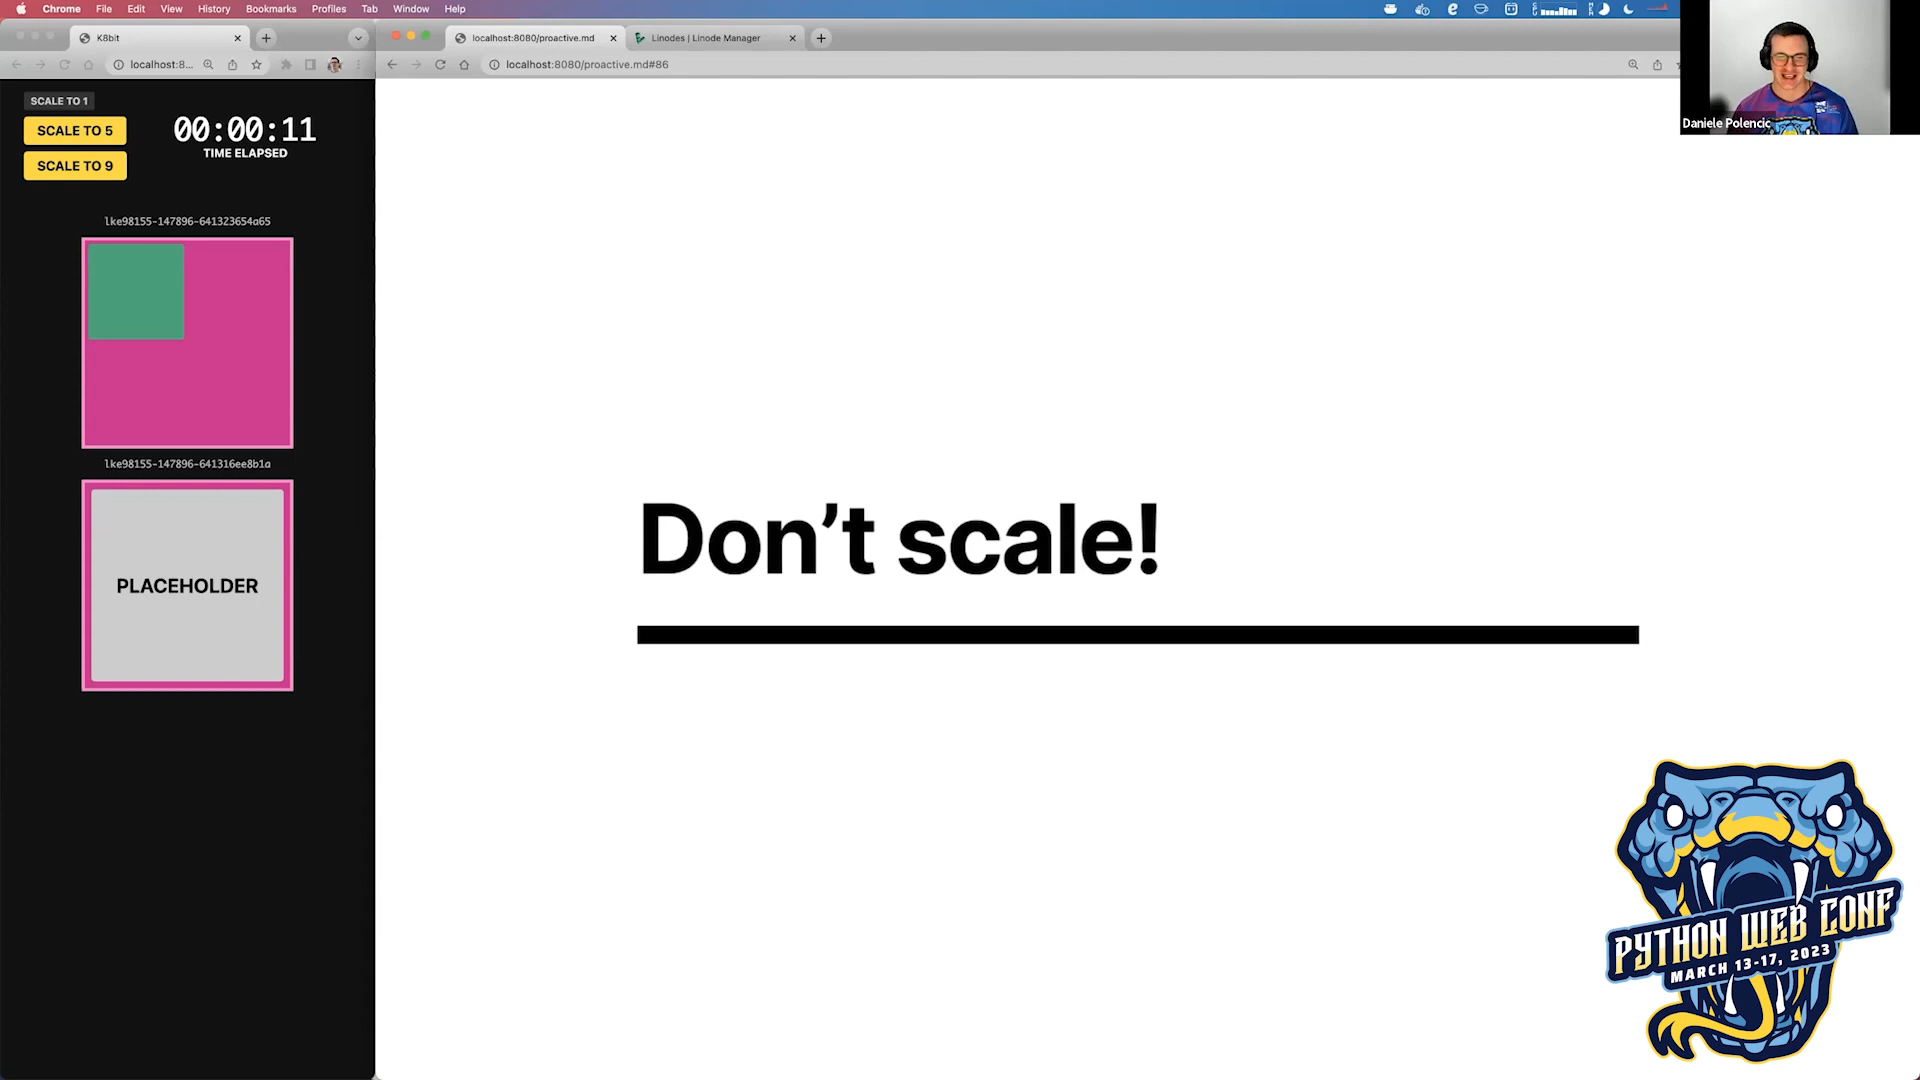 Chrome File Edit View History Bookmarks Profiles Tab Window Help
K8bit
localhost:8080/proactive.md
Linodes | Linode Manager
localhost:8...
localhost:8080/proactive.md#86
SCALE TO 1
SCALE TO 5
SCALE TO 9
00:00:11
TIME ELAPSED
lke98155-147896-641323654a65
lke98155-147896-641316ee8b1a
PLACEHOLDER
Don’t scale!
Daniele Polencic
PYTHON WEB CONF
MARCH 13-17, 2023